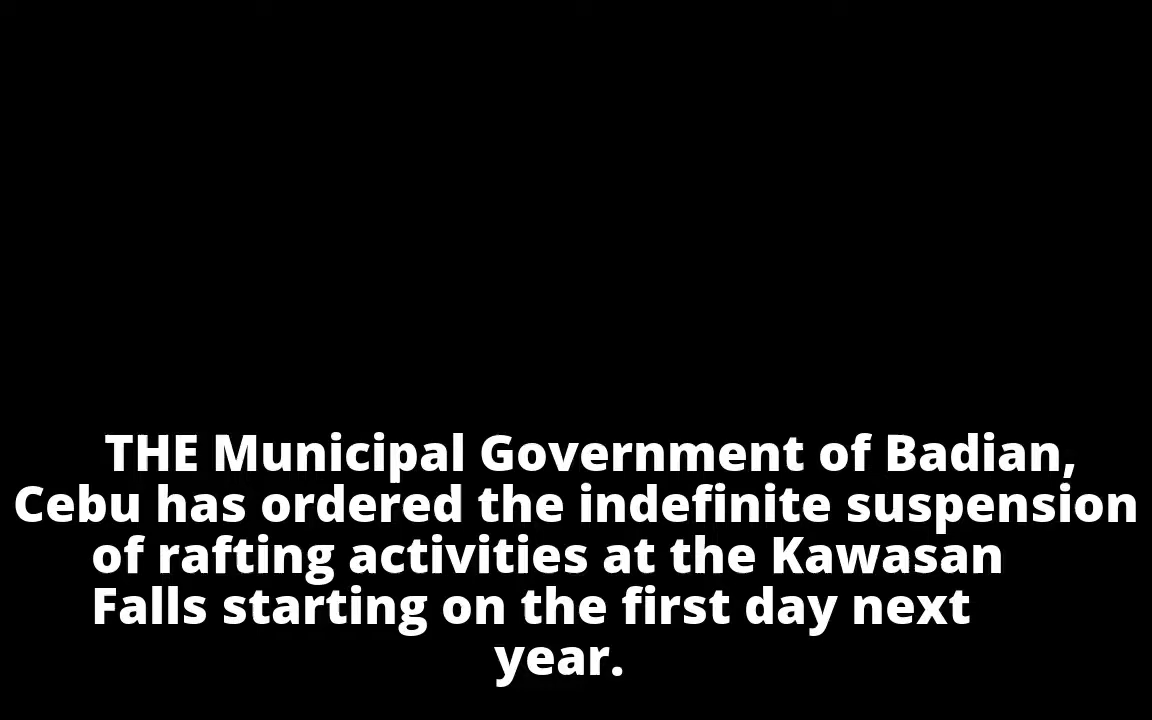 THE Municipal Government of Badian,
Cebu has ordered the indefinite suspension
of rafting activities at the Kawasan
Falls starting on the first day next
year.